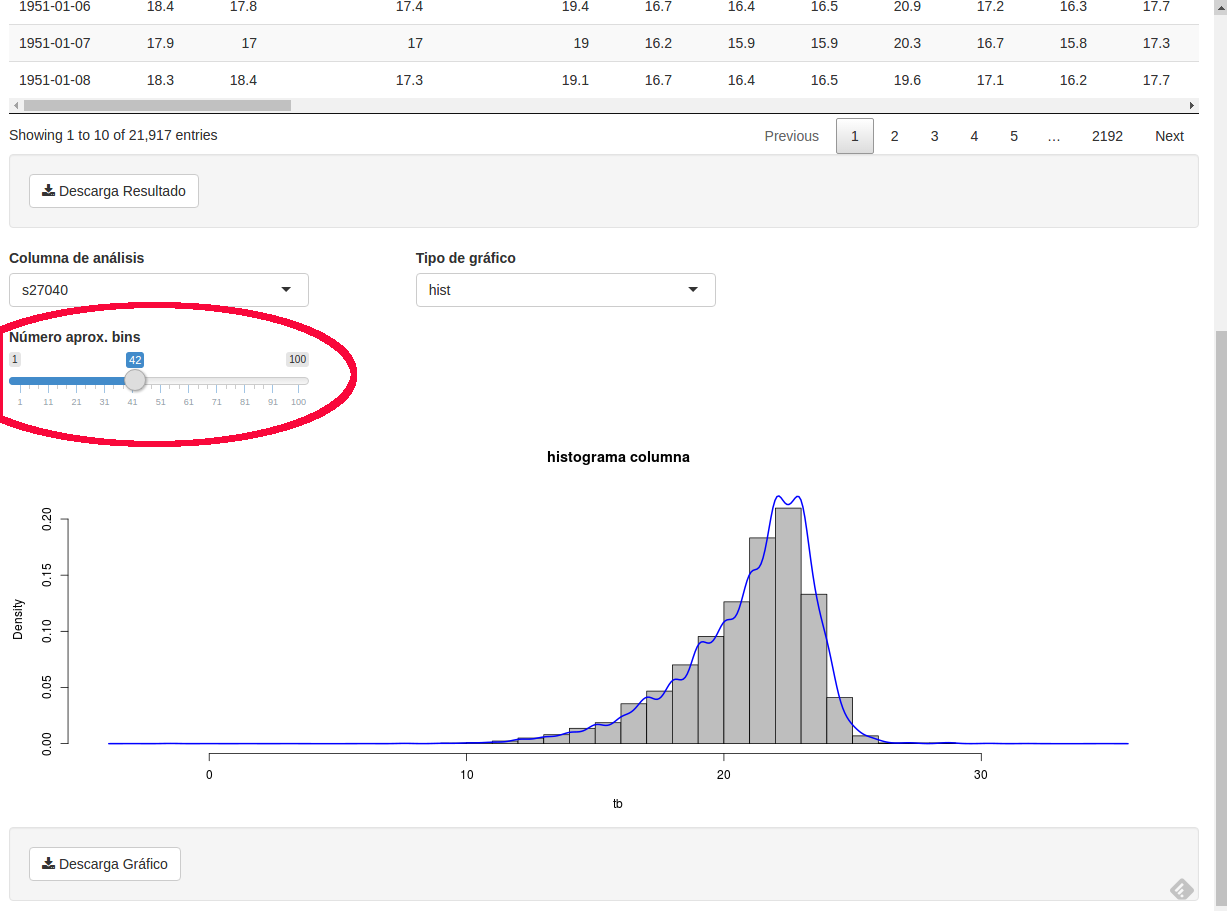 1951-01-06 18.4 17.8 17.4 19.4 16.7 16.4 16.5 20.9 17.2 16.3 17.7
1951-01-07 17.9 17 17 19 16.2 15.9 15.9 20.3 16.7 15.8 17.3
1951-01-08 18.3 18.4 17.3 19.1 16.7 16.4 16.5 19.6 17.1 16.2 17.7
Showing 1 to 10 of 21,917 entries Previous 1 2 3 4 5 … 2192 Next
Descarga Resultado
Columna de análisis Tipo de gráfico
s27040 hist
Número aprox. bins
1 42 100
1 11 21 31 41 51 61 71 81 91 100
histograma columna
0.20
0.15
0.10
0.05
0.00
Density
0 10 20 30
tb
Descarga Gráfico